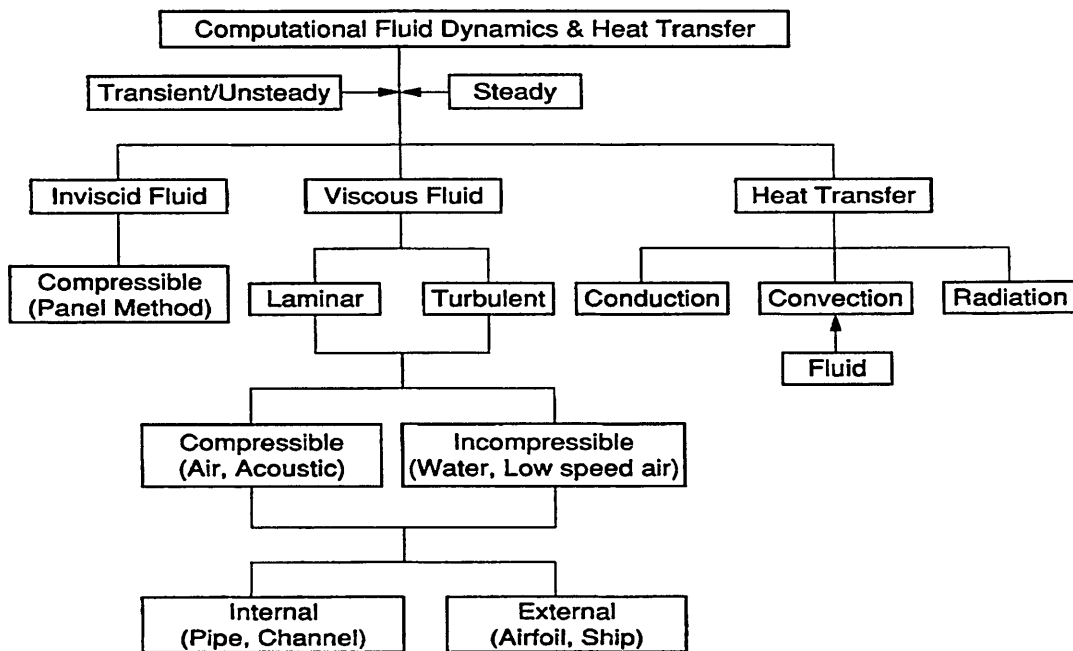 Computational Fluid Dynamics & Heat Transfer
Transient/Unsteady
Steady
Inviscid Fluid
Viscous Fluid
Heat Transfer
Compressible
(Panel Method)
Laminar
Turbulent
Conduction
Convection
Radiation
Fluid
Compressible
(Air, Acoustic)
Incompressible
(Water, Low speed air)
Internal
(Pipe, Channel)
External
(Airfoil, Ship)